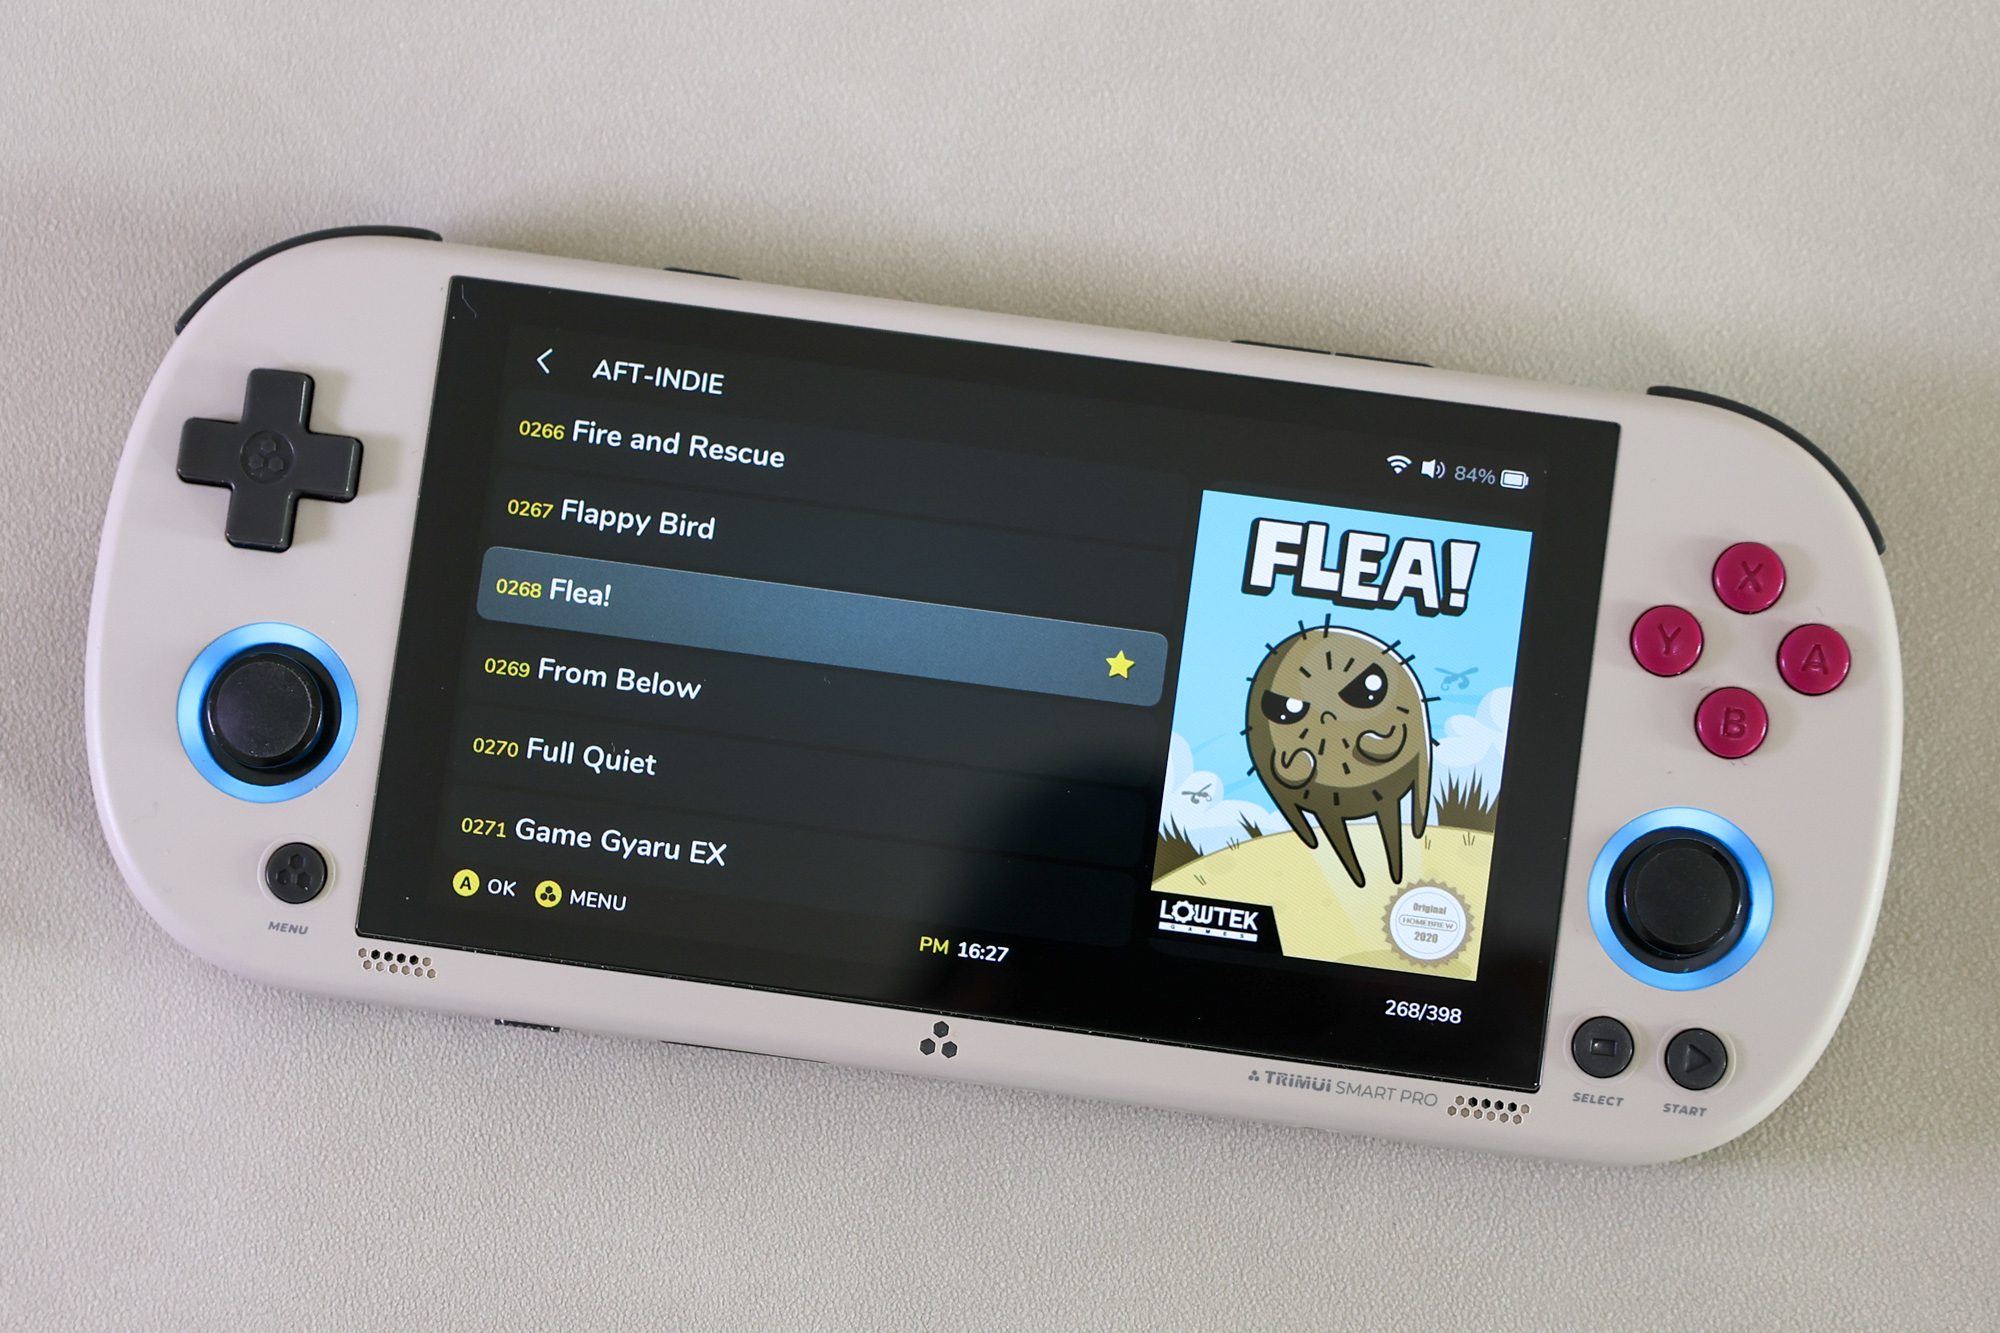 AFT-INDIE
0266 Fire and Rescue
0267 Flappy Bird
0268 Flea!
0269 From Below
0270 Full Quiet
0271 Game Gyaru EX
A OK MENU
PM 16:27
84%
FLEA!
LOWTEK
GAMES
Original
HOMEBREW
2020
268/398
X
Y
A
B
MENU
TRIMUI SMART PRO
SELECT
START